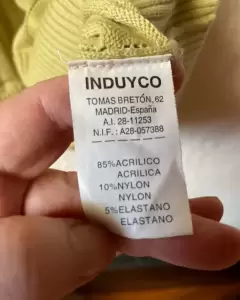 INDUYCO
TOMAS BRETÓN, 62
MADRID-España
A.I. 28-11253
N.I.F.: A28-057388
85%ACRILICO
ACRILICA
10%NYLON
NYLON
5%ELASTANO
ELASTANO